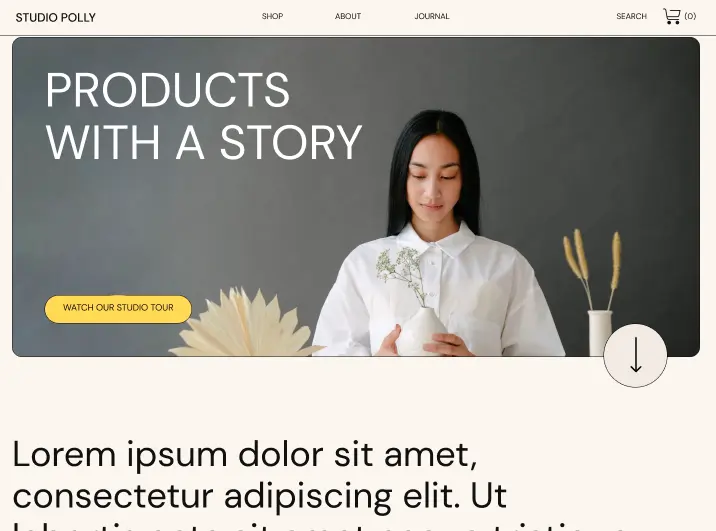 STUDIO POLLY
SHOP
ABOUT
JOURNAL
SEARCH
(0)
PRODUCTS
WITH A STORY
WATCH OUR STUDIO TOUR
Lorem ipsum dolor sit amet,
consectetur adipiscing elit. Ut